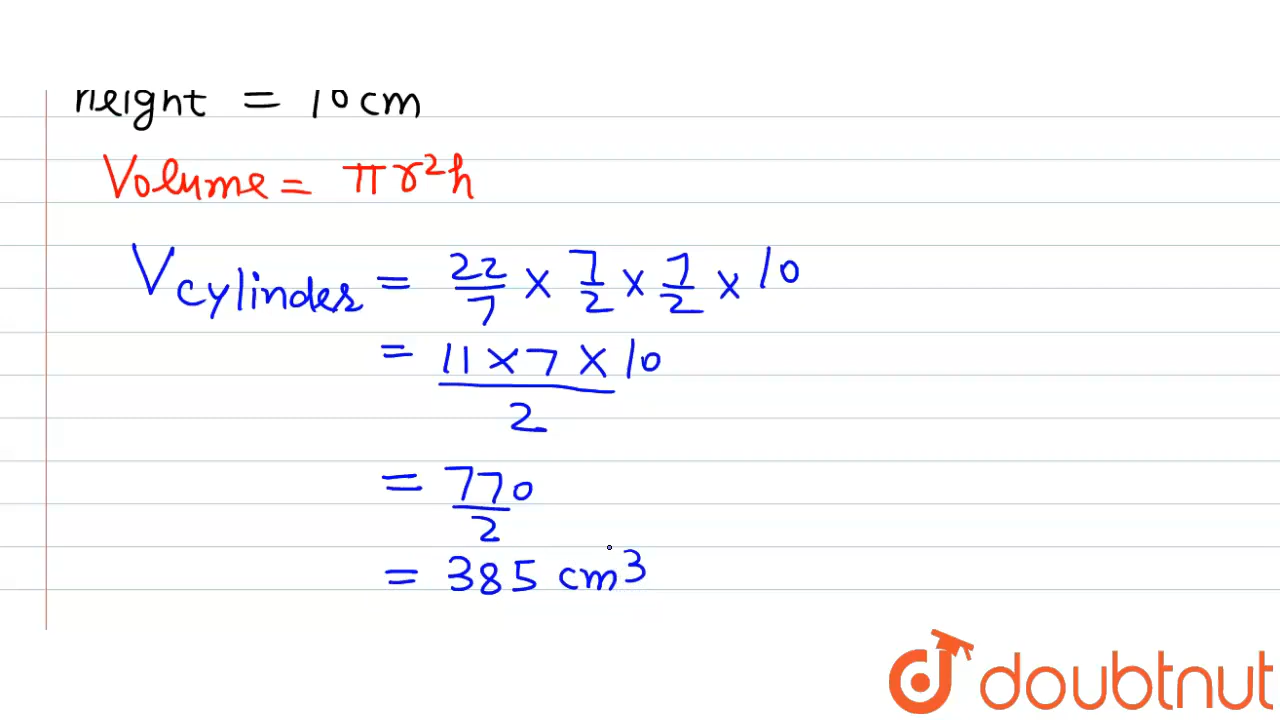 height = 10 cm
Volume = πr²h
V cylinder = 22/7 × 7/2 × 7/2 × 10
= 11 × 7 × 10 / 2
= 770/2
= 385 cm³
doubtnut